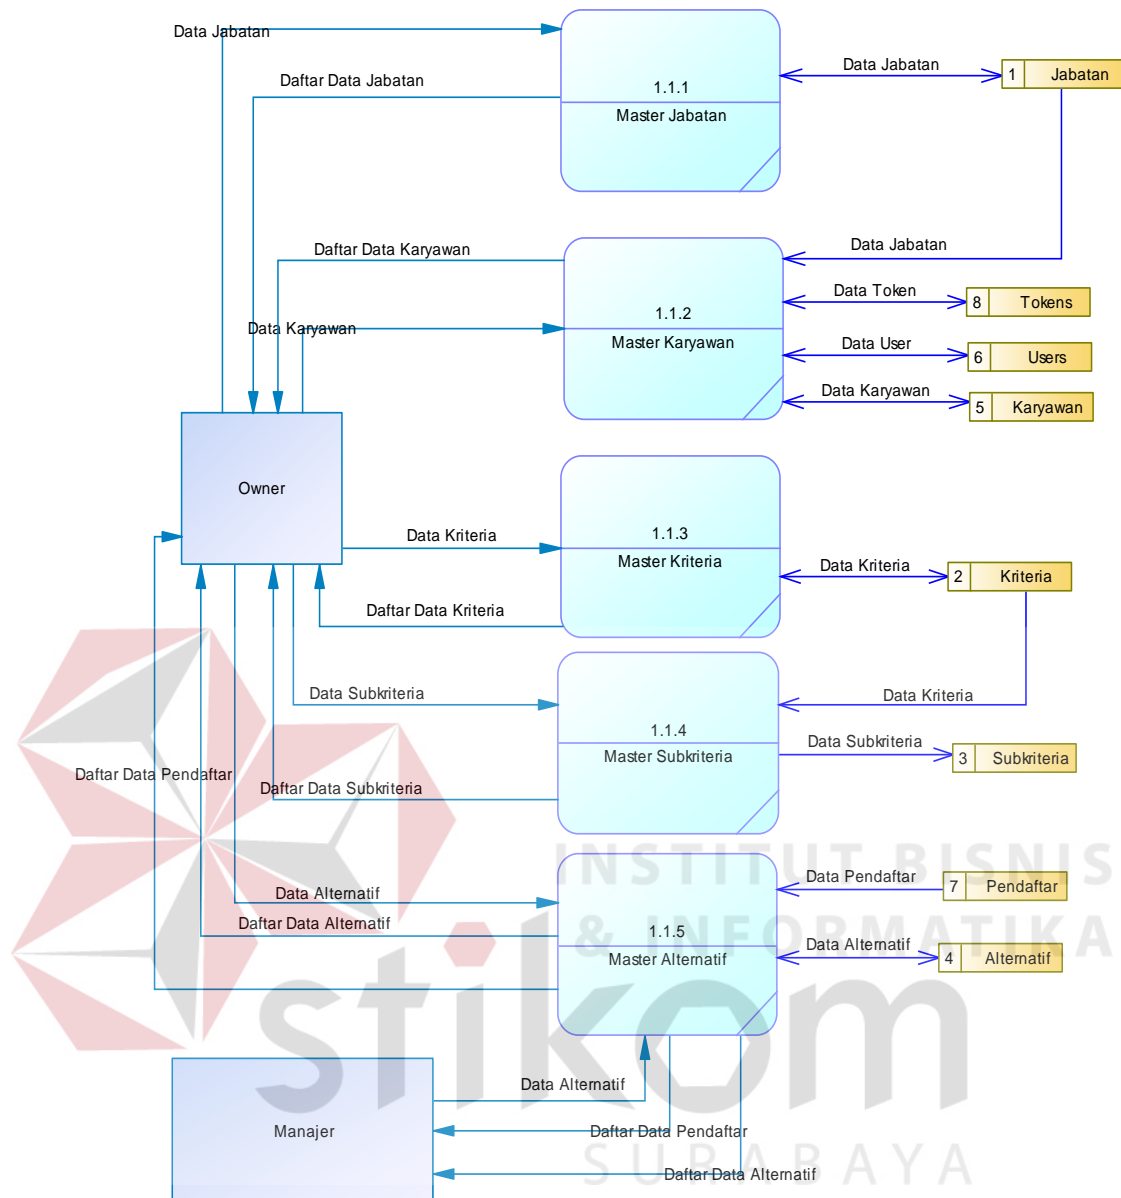 Data Jabatan
Daftar Data Jabatan
1.1.1
Master Jabatan
Data Jabatan
1 Jabatan
Data Jabatan
Daftar Data Karyawan
Data Karyawan
1.1.2
Master Karyawan
Data Token
8 Tokens
Data User
6 Users
Data Karyawan
5 Karyawan
Owner
Data Kriteria
1.1.3
Master Kriteria
Data Kriteria
2 Kriteria
Daftar Data Kriteria
Data Subkriteria
1.1.4
Master Subkriteria
Data Kriteria
Data Subkriteria
3 Subkriteria
Daftar Data Pendaftar
Daftar Data Subkriteria
INSTITUT BISNIS
& INFORMATIKA
Data Alternatif
Daftar Data Alternatif
1.1.5
Master Alternatif
Data Pendaftar
7 Pendaftar
Data Alternatif
4 Alternatif
stikom
SURABAYA
Manajer
Data Alternatif
Daftar Data Pendaftar
Daftar Data Alternatif